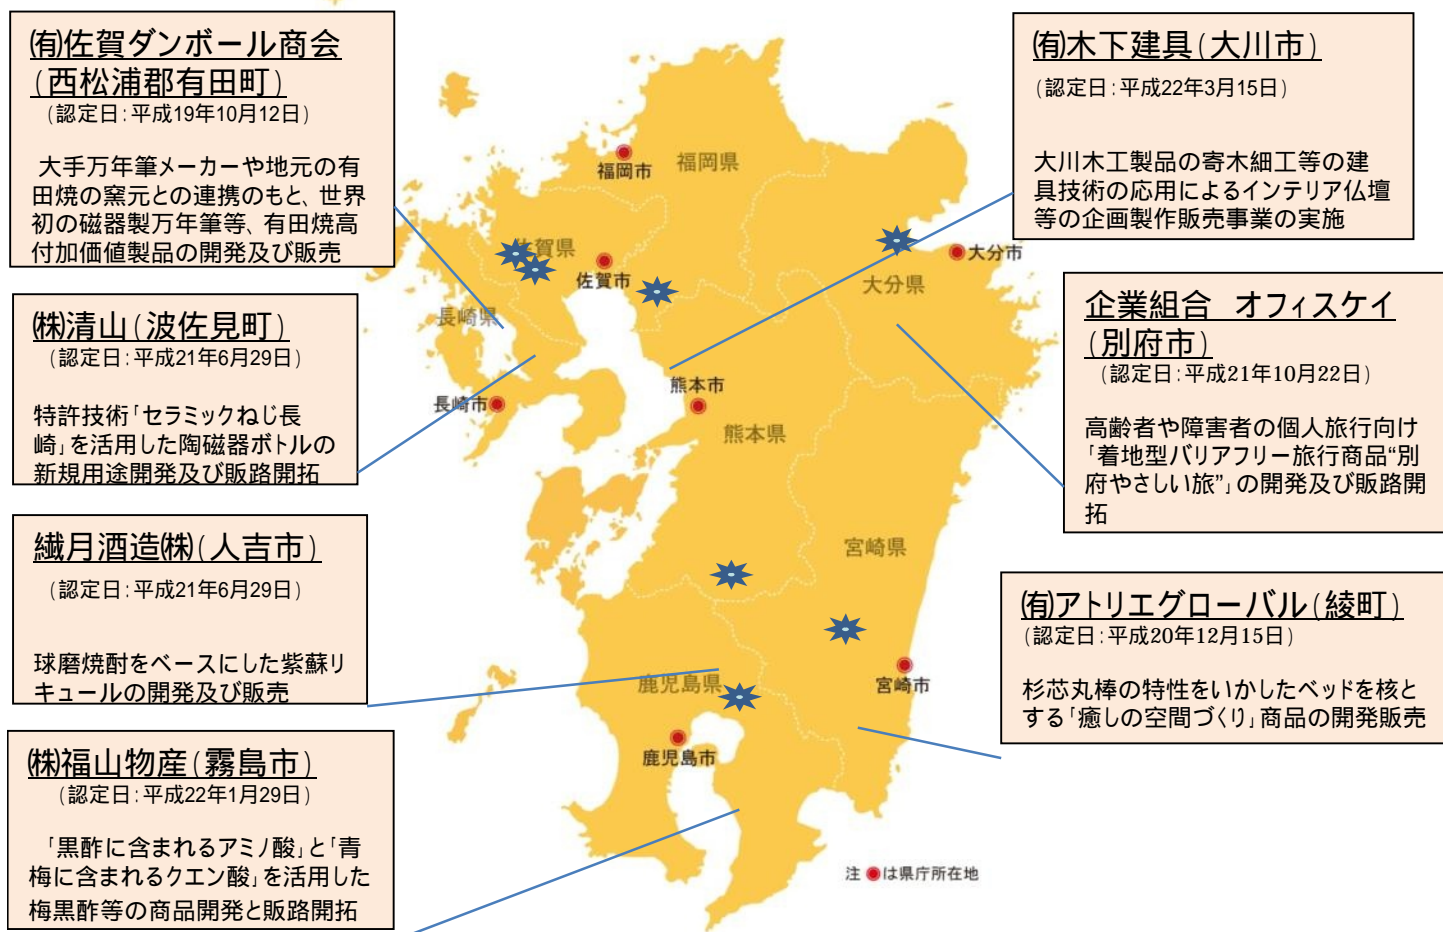 ㈲佐賀ダンボール商会
(西松浦郡有田町)
(認定日:平成19年10月12日)
大手万年筆メーカーや地元の有
田焼の窯元との連携のもと、世界
初の磁器製万年筆等、有田焼高
付加価値製品の開発及び販売
㈱清山(波佐見町)
(認定日:平成21年6月29日)
特許技術「セラミックねじ長
崎」を活用した陶磁器ボトルの
新規用途開発及び販路開拓
繊月酒造㈱(人吉市)
(認定日:平成21年6月29日)
球磨焼酎をベースにした紫蘇リ
キュールの開発及び販売
㈱福山物産(霧島市)
(認定日:平成22年1月29日)
「黒酢に含まれるアミノ酸」と「青
梅に含まれるクエン酸」を活用した
梅黒酢等の商品開発と販路開拓
福岡市
福岡県
佐賀県
佐賀市
長崎県
長崎市
大分市
大分県
熊本市
熊本県
宮崎県
宮崎市
鹿児島県
鹿児島市
注 ●は県庁所在地
㈲木下建具(大川市)
(認定日:平成22年3月15日)
大川木工製品の寄木細工等の建
具技術の応用によるインテリア仏壇
等の企画製作販売事業の実施
企業組合 オフィスケイ
(別府市)
(認定日:平成21年10月22日)
高齢者や障害者の個人旅行向け
「着地型バリアフリー旅行商品“別
府やさしい旅”」の開発及び販路開
拓
㈲アトリエグローバル(綾町)
(認定日:平成20年12月15日)
杉芯丸棒の特性をいかしたベッドを核と
する「癒しの空間づくり」商品の開発販売